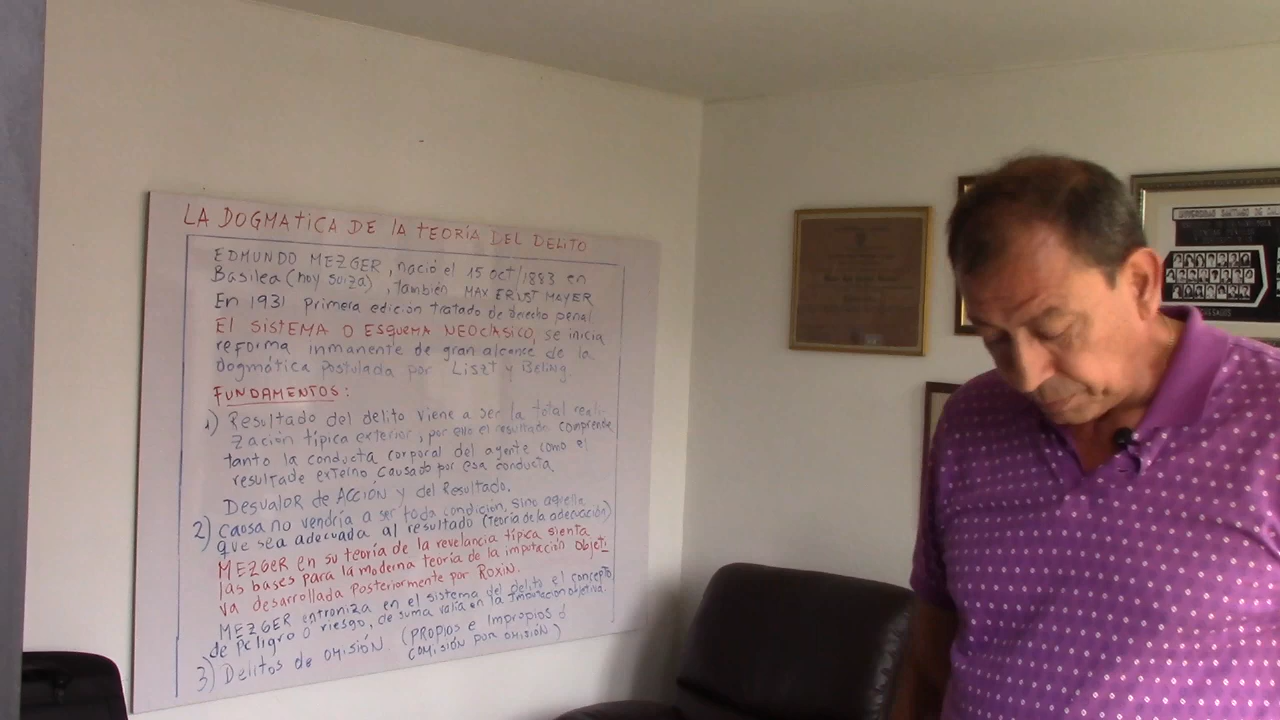 LA DOGMATICA DE LA TEORÍA DEL DELITO
EDMUNDO MEZGER, nació el 15 oct/1883 en
Basilea (hoy suiza), también MAX ERNST MAYER
En 1931 primera edición tratado de derecho penal
El SISTEMA O ESQUEMA NEOCLASICO, se inicia
reforma inmanente de gran alcance de la
Dogmática Postulada por LISZT y BELING.
FUNDAMENTOS:
1) Resultado del delito viene a ser la total reali-
zación típica exterior, por ello el resultado comprende
tanto la conducta corporal del agente como el
resultado externo causado por esa conducta.
Desvalor de ACCIÓN y del Resultado.
2) Causa no vendría a ser toda condición, sino aquella
que sea adecuada al resultado (Teoría de la adecuación)
MEZGER en su teoría de la revelancia típica sienta
las bases para la moderna teoría de la imputación Objeti
va desarrollada Posteriormente por ROXIN.
MEZGER entroniza en el sistema del delito el concepto
de Peligro o riesgo, de suma valía en la Imputación objetiva.
3) Delitos de OMISIÓN. (PROPIOS e Impropios ó
COMISIÓN POR OMISIÓN)
UNIVERSIDAD SANTIAGO DE